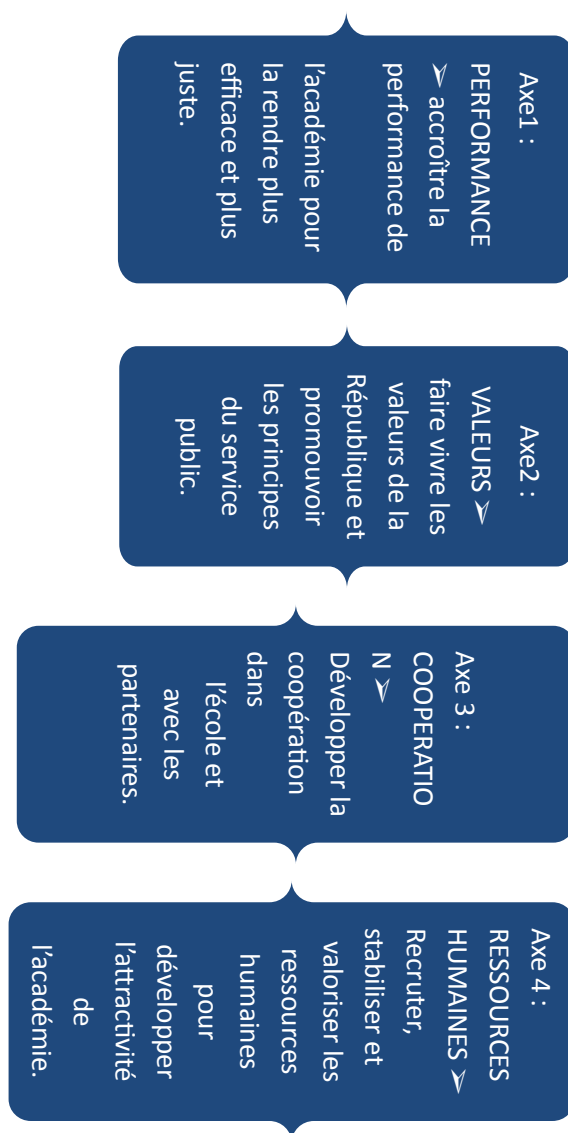 Axe1 :
PERFORMANCE
➢ accroître la
performance de
l'académie pour
la rendre plus
efficace et plus
juste.
Axe2 :
VALEURS ➢
faire vivre les
valeurs de la
République et
promouvoir
les principes
du service
public.
Axe 3 :
COOPERATIO
N ➢
Développer la
coopération
dans
l'école et
avec les
partenaires.
Axe 4 :
RESSOURCES
HUMAINES ➢
Recruter,
stabiliser et
valoriser les
ressources
humaines
pour
développer
l'attractivité
de
l'académie.